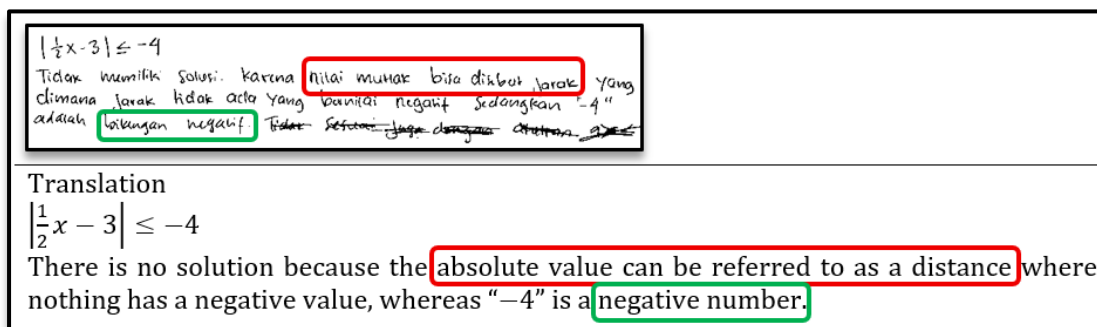 |½x-3| ≤ -4
Tidak memiliki solusi. Karena nilai mutlak bisa disebut jarak yang
dimana jarak tidak ada yang bernilai negatif sedangkan "-4"
adalah bilangan negatif.
Translation
|½x − 3| ≤ −4
There is no solution because the absolute value can be referred to as a distance where
nothing has a negative value, whereas “−4” is a negative number.